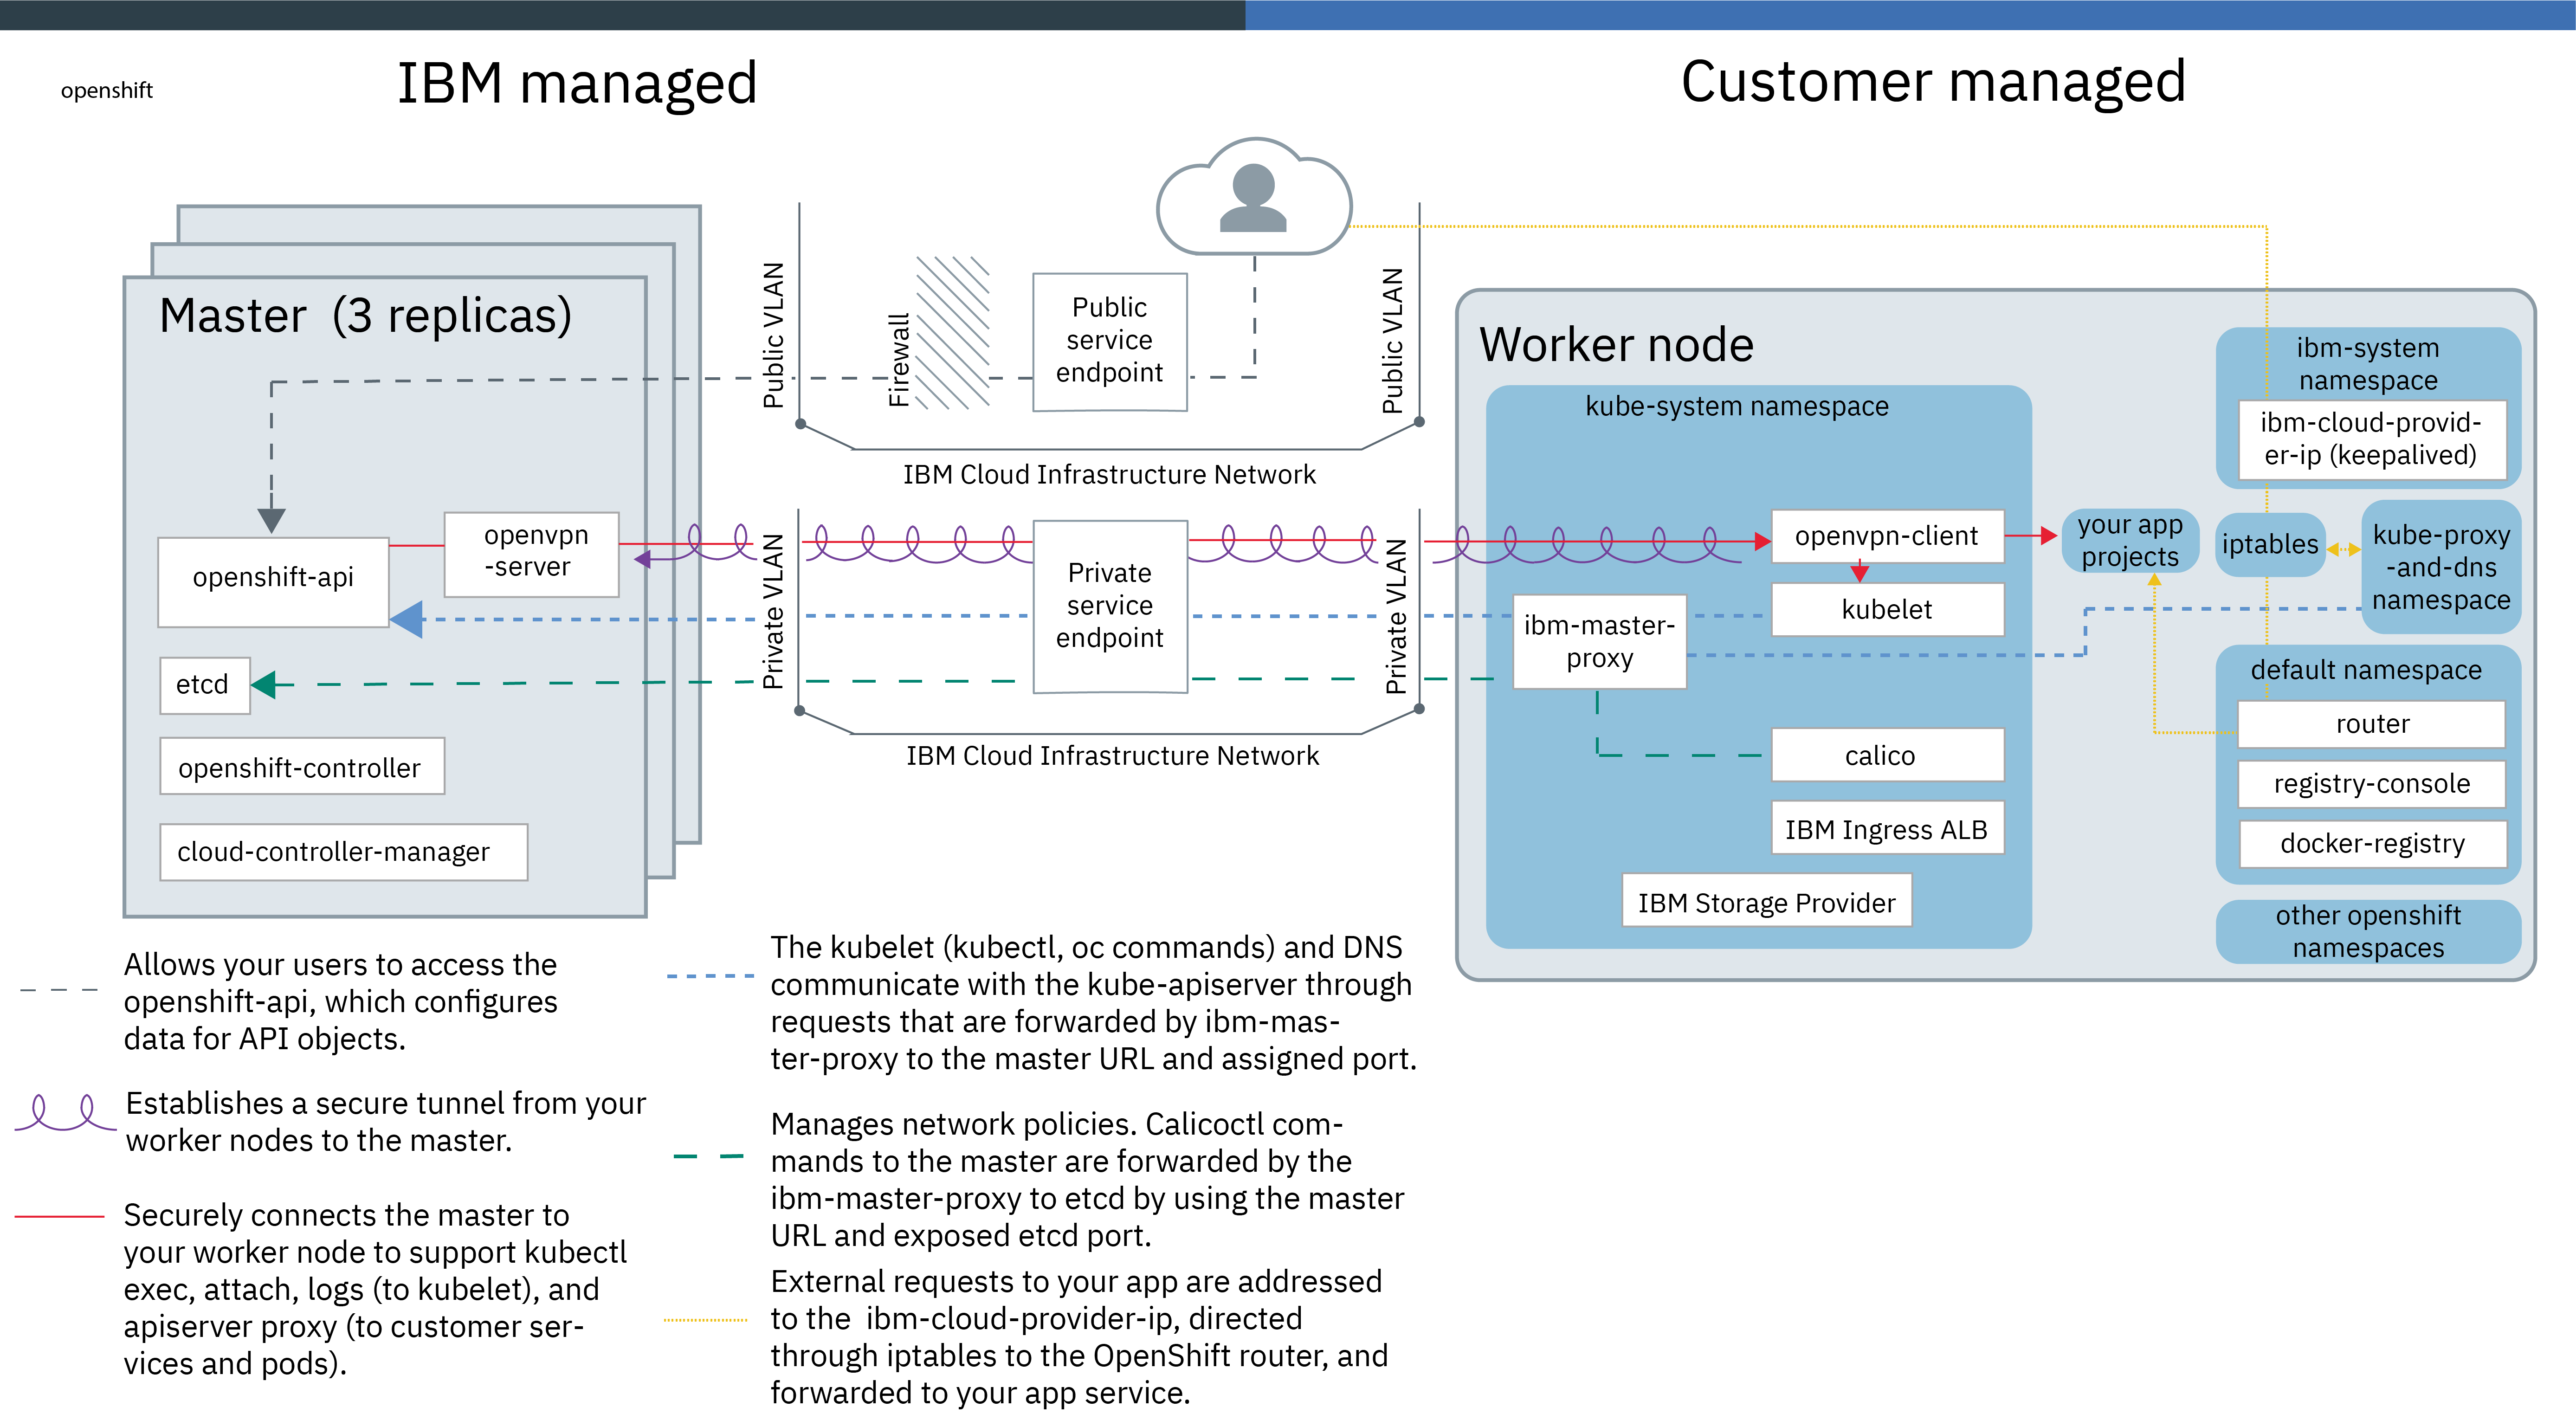 openshift
IBM managed
Customer managed
Master (3 replicas)
openshift-api
openvpn
-server
etcd
openshift-controller
cloud-controller-manager
Public VLAN
Firewall
Public
service
endpoint
Public VLAN
IBM Cloud Infrastructure Network
Private VLAN
Private
service
endpoint
Private VLAN
IBM Cloud Infrastructure Network
Worker node
kube-system namespace
openvpn-client
kubelet
ibm-master-
proxy
calico
IBM Ingress ALB
IBM Storage Provider
your app
projects
ibm-system
namespace
ibm-cloud-provid-
er-ip (keepalived)
iptables
kube-proxy
-and-dns
namespace
default namespace
router
registry-console
docker-registry
other openshift
namespaces
Allows your users to access the
openshift-api, which configures
data for API objects.
Establishes a secure tunnel from your
worker nodes to the master.
Securely connects the master to
your worker node to support kubectl
exec, attach, logs (to kubelet), and
apiserver proxy (to customer ser-
vices and pods).
The kubelet (kubectl, oc commands) and DNS
communicate with the kube-apiserver through
requests that are forwarded by ibm-mas-
ter-proxy to the master URL and assigned port.
Manages network policies. Calicoctl com-
mands to the master are forwarded by the
ibm-master-proxy to etcd by using the master
URL and exposed etcd port.
External requests to your app are addressed
to the ibm-cloud-provider-ip, directed
through iptables to the OpenShift router, and
forwarded to your app service.